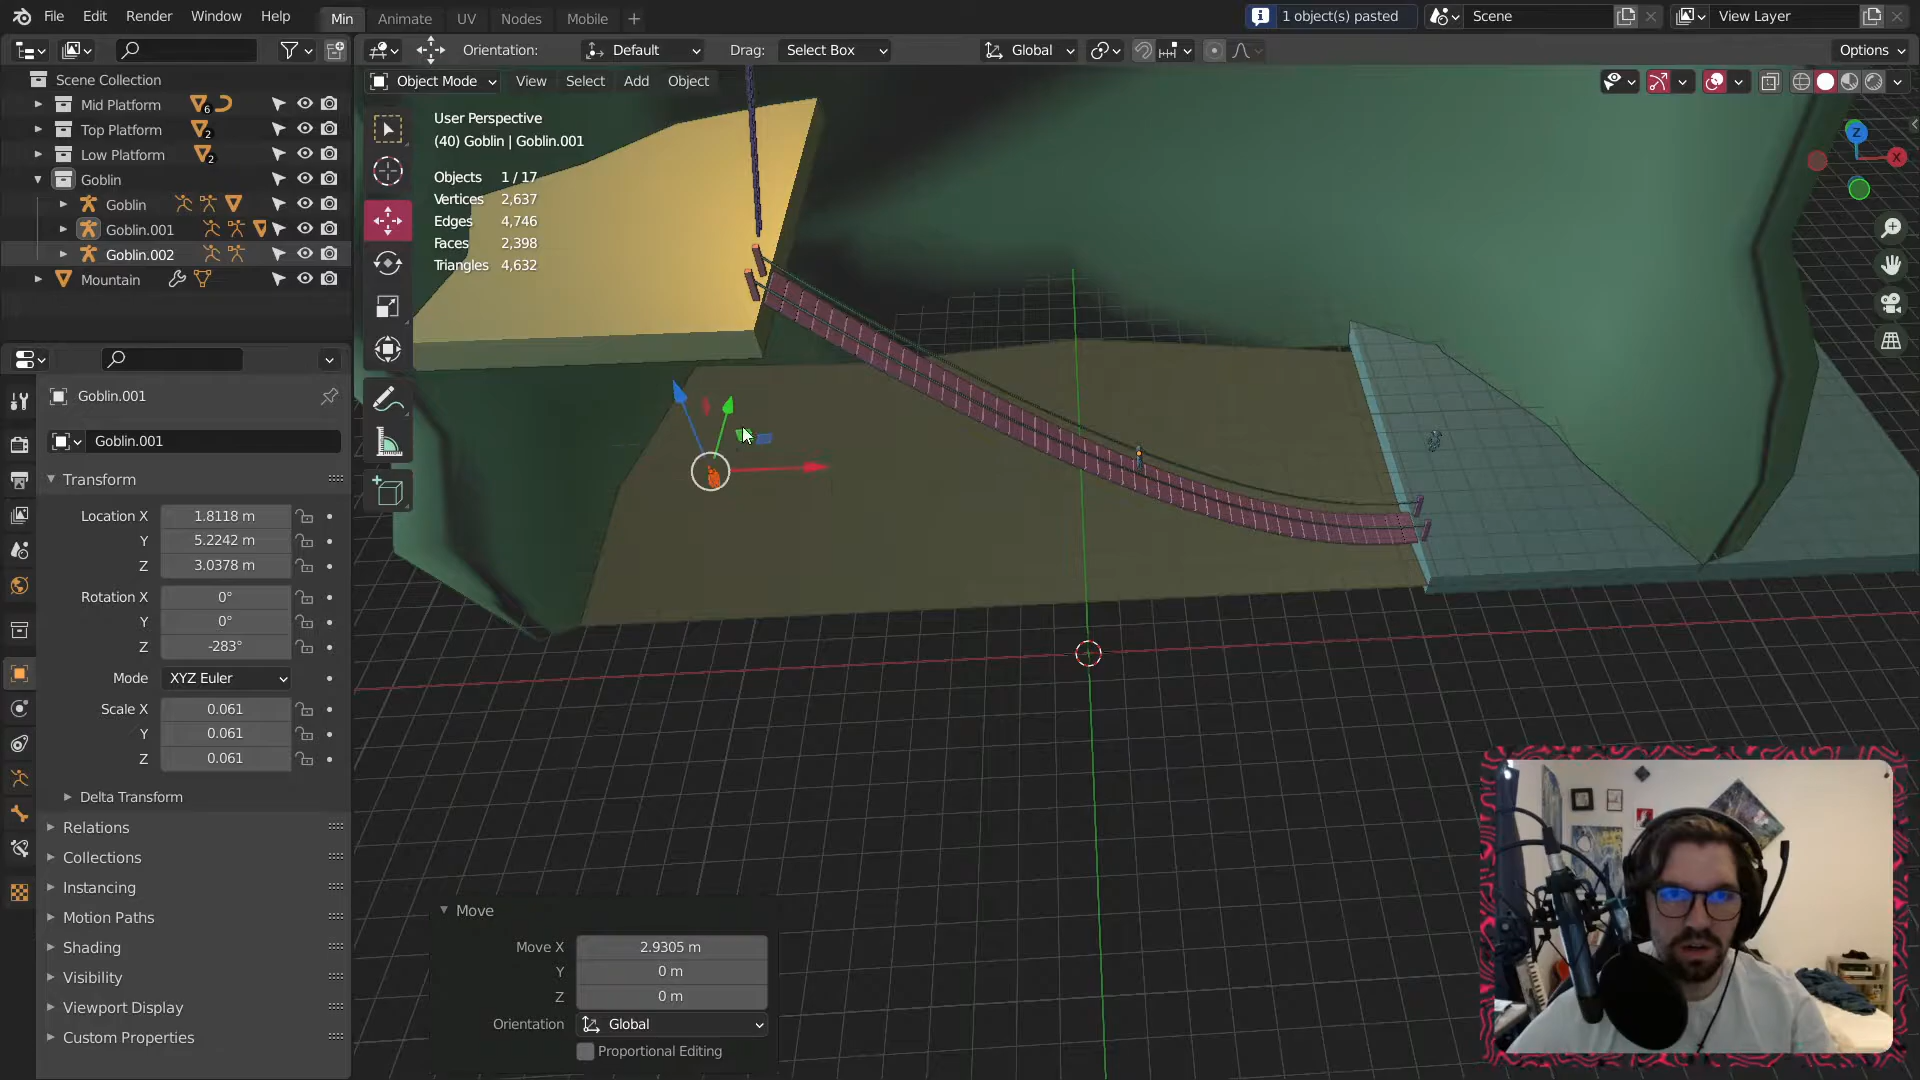 File Edit Render Window Help Min Animate UV Nodes Mobile + 1 object(s) pasted Scene View Layer
Orientation: Default Drag: Select Box Global Options
Object Mode View Select Add Object
Scene Collection
Mid Platform 6
Top Platform 2
Low Platform 2
Goblin
Goblin
Goblin.001
Goblin.002
Mountain
User Perspective
(40) Goblin | Goblin.001
Objects 1 / 17
Vertices 2,637
Edges 4,746
Faces 2,398
Triangles 4,632
Z
X
Goblin.001
Goblin.001
Transform
Location X 1.8118 m
Y 5.2242 m
Z 3.0378 m
Rotation X 0°
Y 0°
Z -283°
Mode XYZ Euler
Scale X 0.061
Y 0.061
Z 0.061
Delta Transform
Relations
Collections
Instancing
Motion Paths
Shading
Visibility
Viewport Display
Custom Properties
Move
Move X 2.9305 m
Y 0 m
Z 0 m
Orientation Global
Proportional Editing